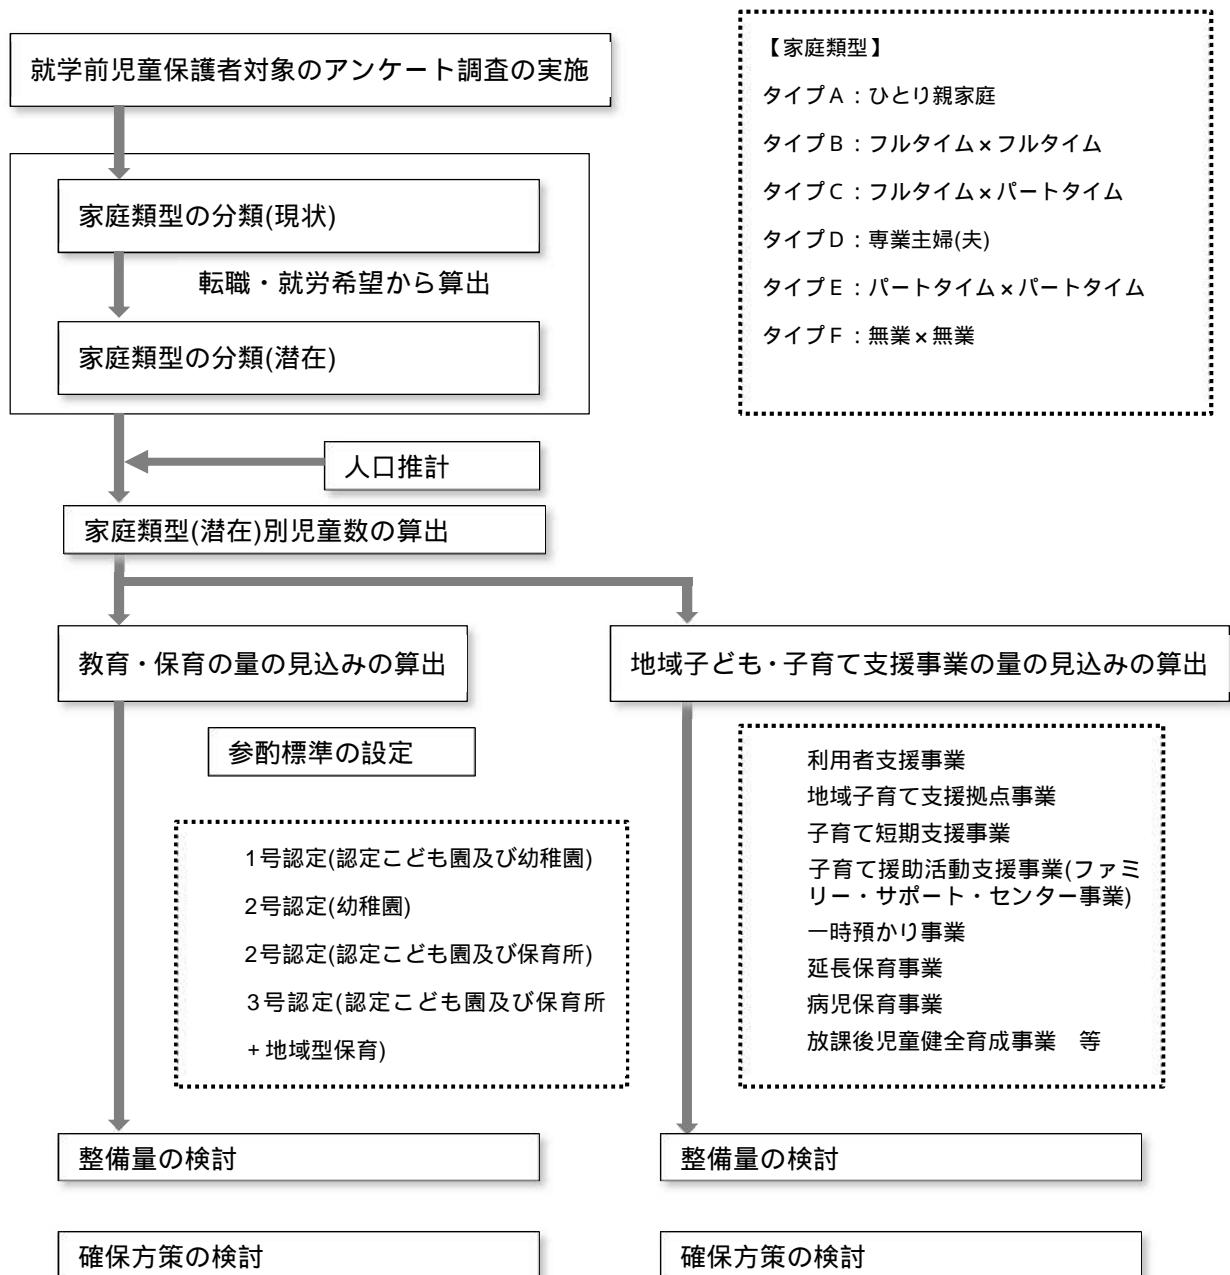 就学前児童保護者対象のアンケート調査の実施
家庭類型の分類(現状)
転職・就労希望から算出
家庭類型の分類(潜在)
【家庭類型】
タイプA：ひとり親家庭
タイプB：フルタイム×フルタイム
タイプC：フルタイム×パートタイム
タイプD：専業主婦(夫)
タイプE：パートタイム×パートタイム
タイプF：無業×無業
人口推計
家庭類型(潜在)別児童数の算出
教育・保育の量の見込みの算出
参酌標準の設定
1号認定(認定こども園及び幼稚園)
2号認定(幼稚園)
2号認定(認定こども園及び保育所)
3号認定(認定こども園及び保育所
+地域型保育)
整備量の検討
確保方策の検討
地域子ども・子育て支援事業の量の見込みの算出
利用者支援事業
地域子育て支援拠点事業
子育て短期支援事業
子育て援助活動支援事業(ファミ
リー・サポート・センター事業)
一時預かり事業
延長保育事業
病児保育事業
放課後児童健全育成事業　等
整備量の検討
確保方策の検討